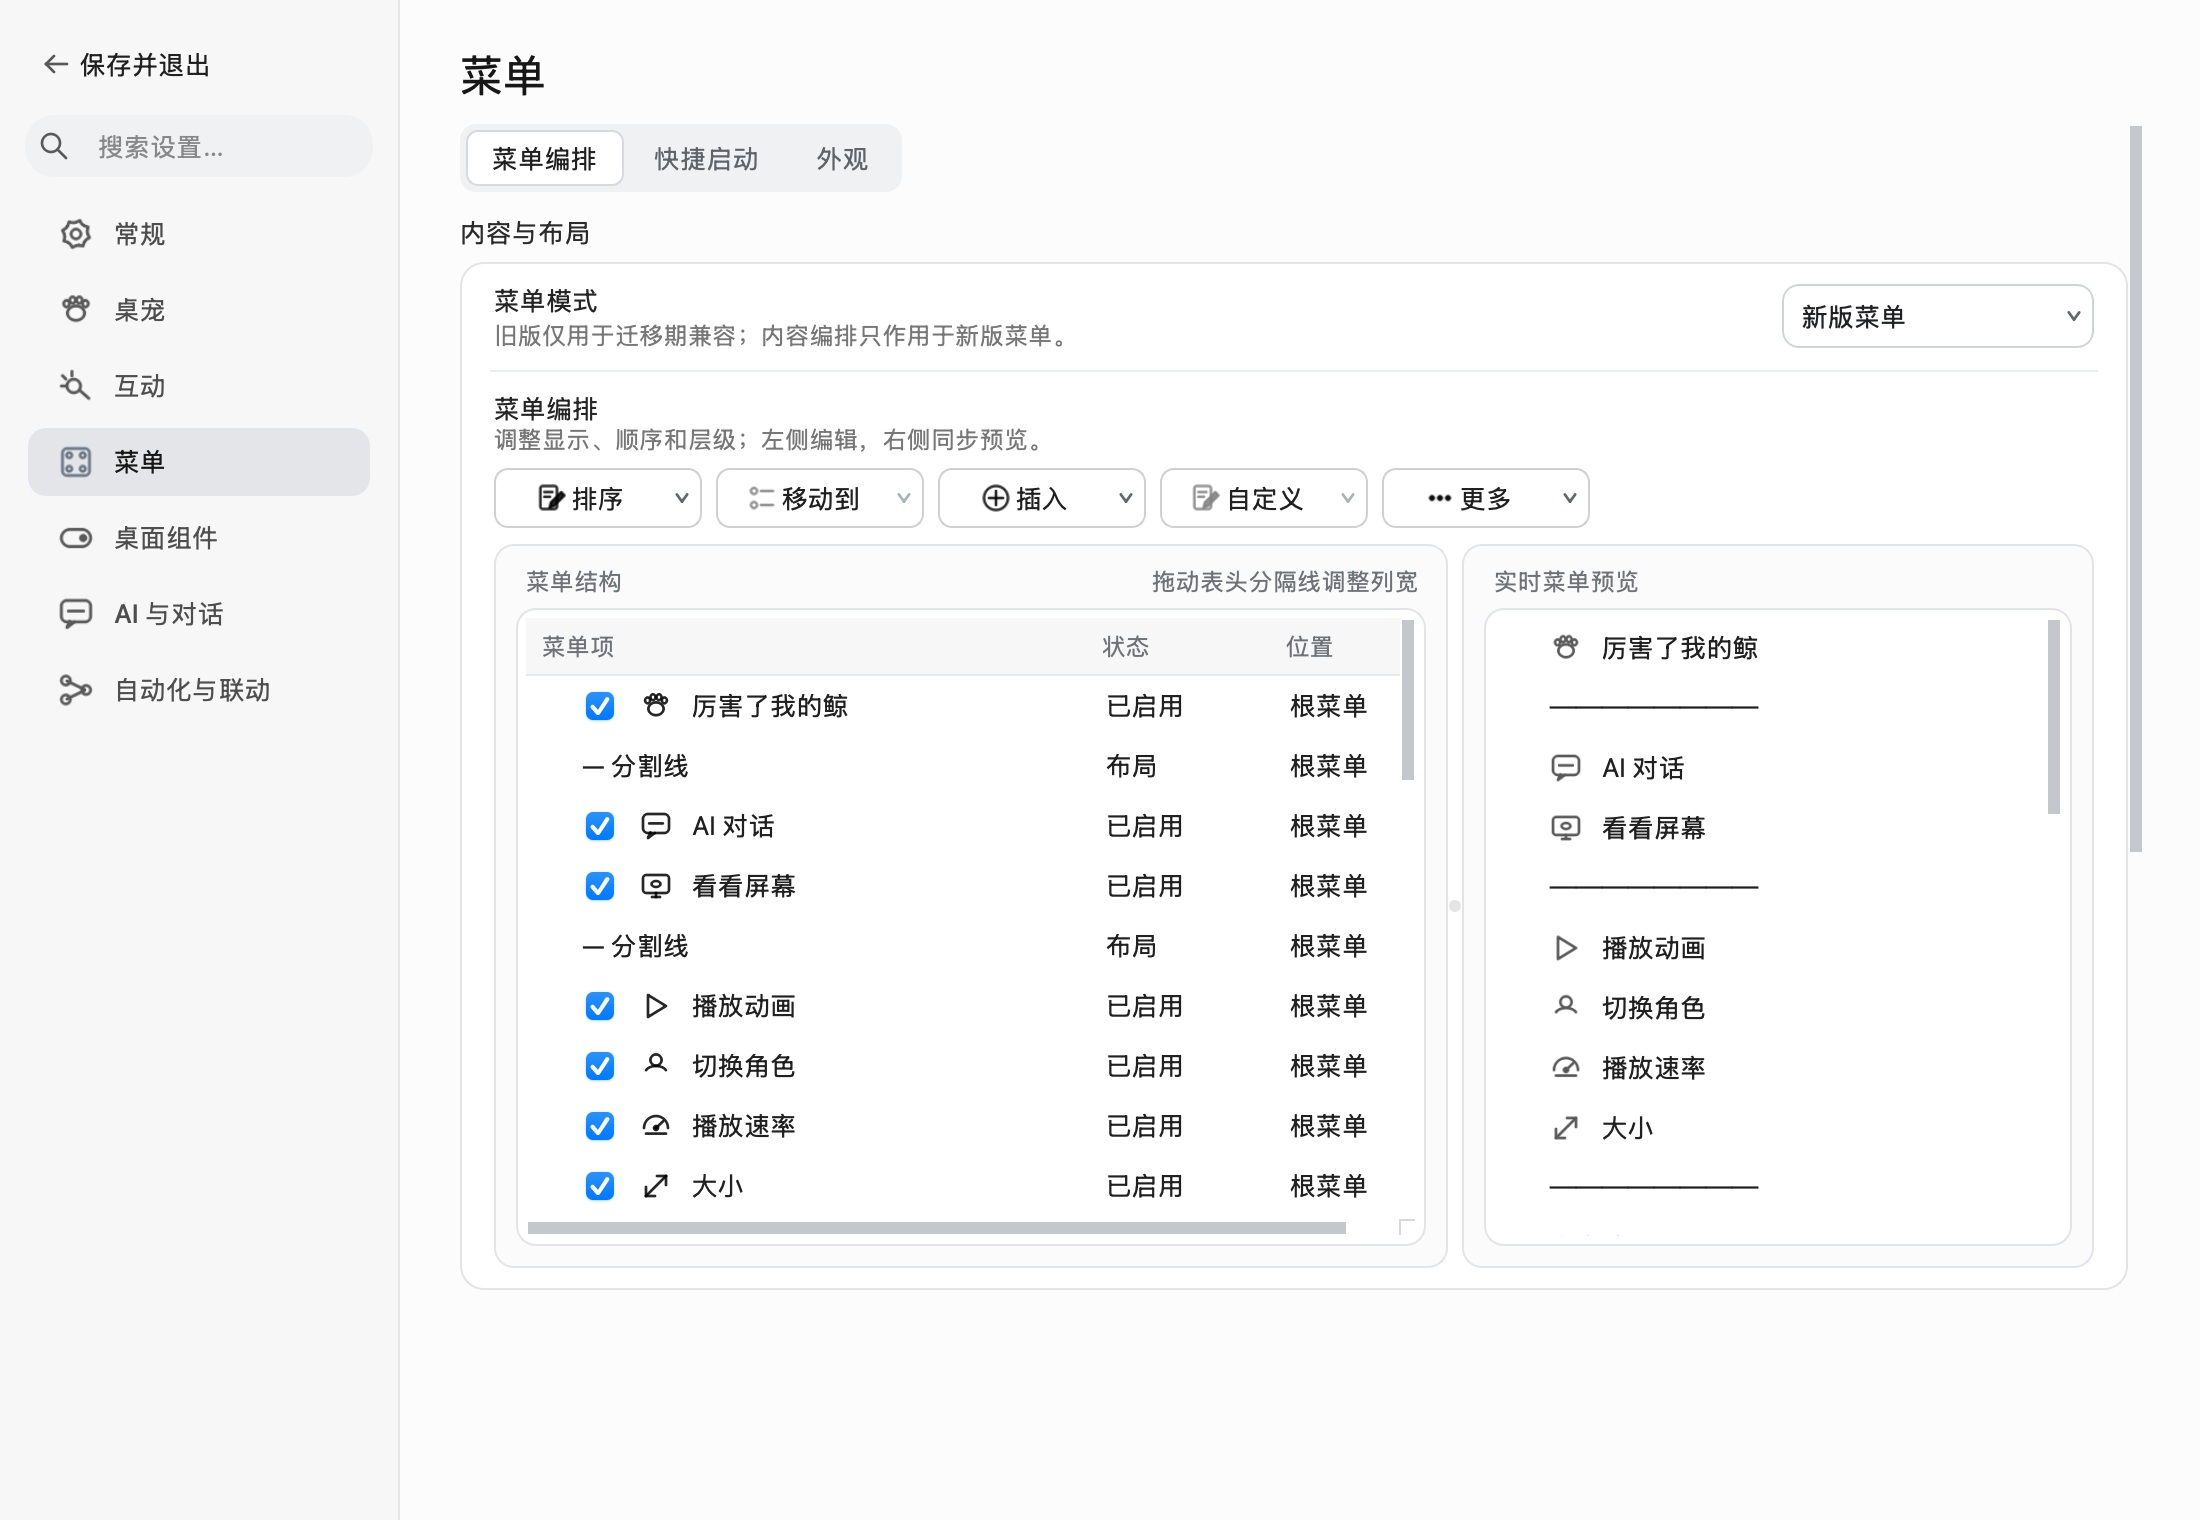 保存并退出
搜索设置...
常规
桌宠
互动
菜单
桌面组件
AI 与对话
自动化与联动
菜单
菜单编排 快捷启动 外观
内容与布局
菜单模式
旧版仅用于迁移期兼容；内容编排只作用于新版菜单。
新版菜单
菜单编排
调整显示、顺序和层级；左侧编辑，右侧同步预览。
排序 移动到 插入 自定义 更多
菜单结构 拖动表头分隔线调整列宽
菜单项 状态 位置
厉害了我的鲸 已启用 根菜单
— 分割线 布局 根菜单
AI 对话 已启用 根菜单
看看屏幕 已启用 根菜单
— 分割线 布局 根菜单
播放动画 已启用 根菜单
切换角色 已启用 根菜单
播放速率 已启用 根菜单
大小 已启用 根菜单
实时菜单预览
厉害了我的鲸
AI 对话
看看屏幕
播放动画
切换角色
播放速率
大小